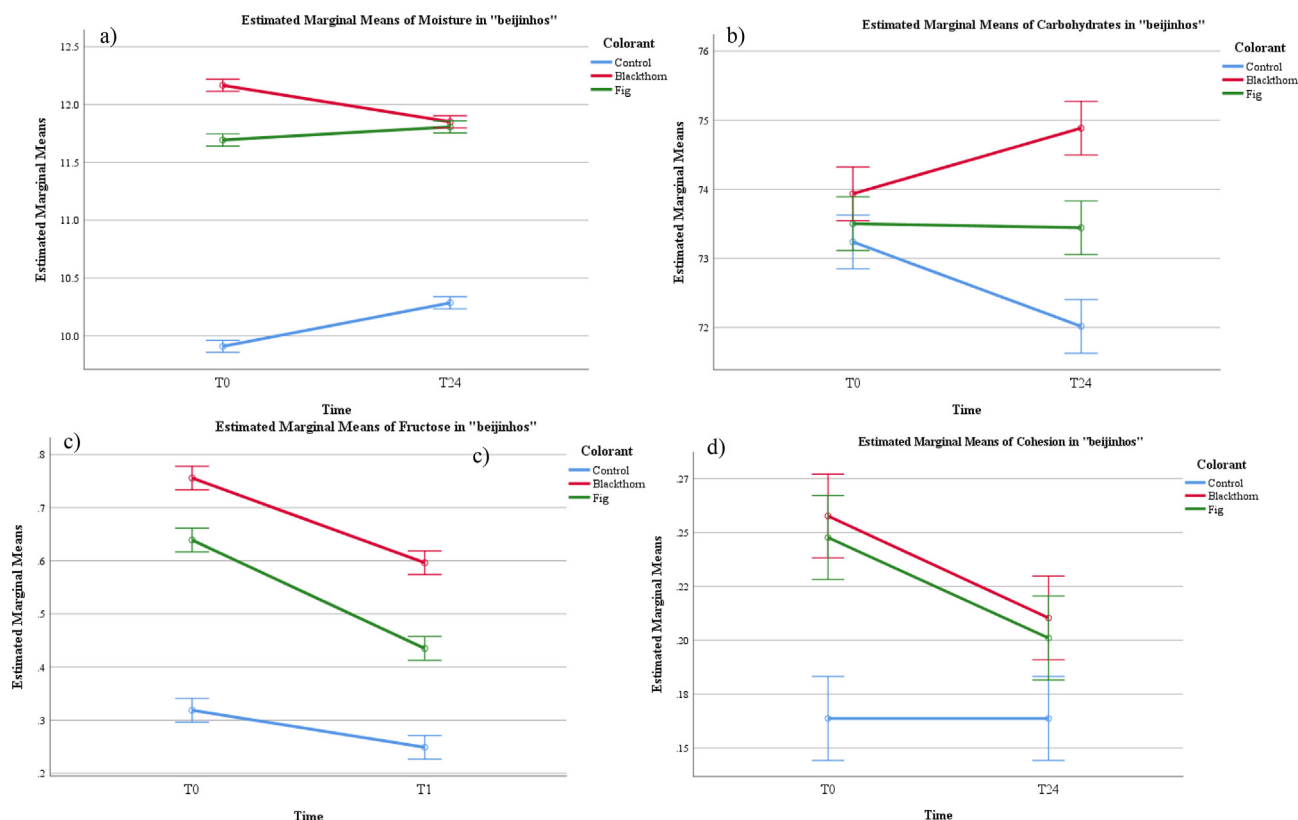 Estimated Marginal Means of Moisture in "beijinhos"
a)
Estimated Marginal Means
12.5
12.0
11.5
11.0
10.5
10.0
T0
T24
Time
Colorant
Control
Blackthorn
Fig
Estimated Marginal Means of Carbohydrates in "beijinhos"
b)
Estimated Marginal Means
76
75
74
73
72
T0
T24
Time
Colorant
Control
Blackthorn
Fig
Estimated Marginal Means of Fructose in "beijinhos"
c)
c)
Estimated Marginal Means
.8
.7
.6
.5
.4
.3
.2
T0
T1
Time
Colorant
Control
Blackthorn
Fig
Estimated Marginal Means of Cohesion in "beijinhos"
d)
Estimated Marginal Means
.27
.25
.22
.20
.18
.15
T0
T24
Time
Colorant
Control
Blackthorn
Fig